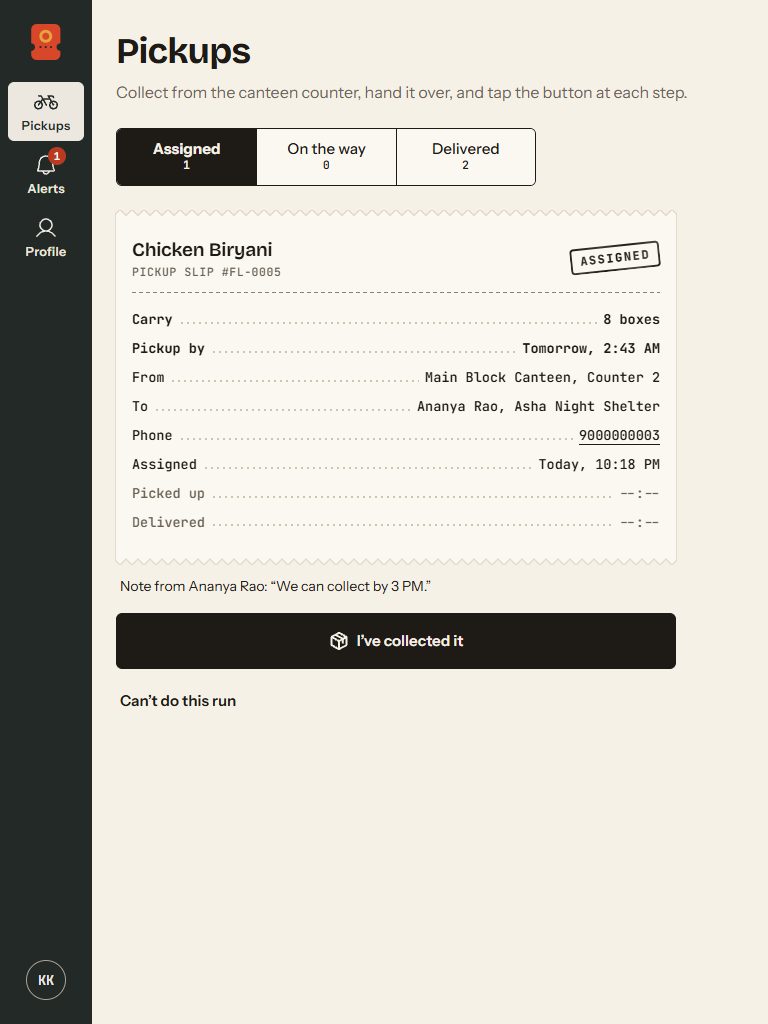 Pickups
1
Alerts
Profile
KK
Pickups
Collect from the canteen counter, hand it over, and tap the button at each step.
Assigned
1
On the way
0
Delivered
2
Chicken Biryani
PICKUP SLIP #FL-0005
ASSIGNED
Carry 8 boxes
Pickup by Tomorrow, 2:43 AM
From Main Block Canteen, Counter 2
To Ananya Rao, Asha Night Shelter
Phone 9000000003
Assigned Today, 10:18 PM
Picked up --:--
Delivered --:--
Note from Ananya Rao: “We can collect by 3 PM.”
I’ve collected it
Can’t do this run